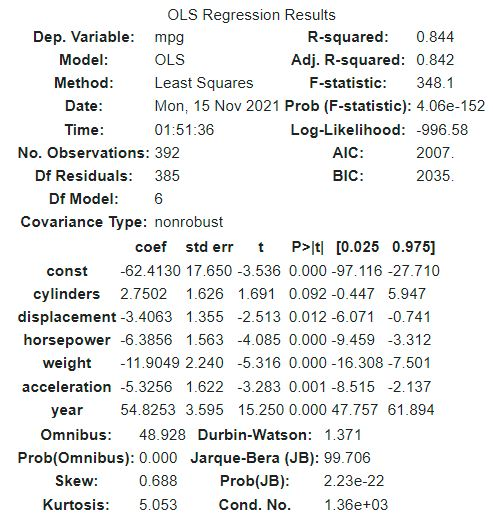 OLS Regression Results
Dep. Variable: mpg R-squared: 0.844
Model: OLS Adj. R-squared: 0.842
Method: Least Squares F-statistic: 348.1
Date: Mon, 15 Nov 2021 Prob (F-statistic): 4.06e-152
Time: 01:51:36 Log-Likelihood: -996.58
No. Observations: 392 AIC: 2007.
Df Residuals: 385 BIC: 2035.
Df Model: 6
Covariance Type: nonrobust
coef std err t P>|t| [0.025 0.975]
const -62.4130 17.650 -3.536 0.000 -97.116 -27.710
cylinders 2.7502 1.626 1.691 0.092 -0.447 5.947
displacement -3.4063 1.355 -2.513 0.012 -6.071 -0.741
horsepower -6.3856 1.563 -4.085 0.000 -9.459 -3.312
weight -11.9049 2.240 -5.316 0.000 -16.308 -7.501
acceleration -5.3256 1.622 -3.283 0.001 -8.515 -2.137
year 54.8253 3.595 15.250 0.000 47.757 61.894
Omnibus: 48.928 Durbin-Watson: 1.371
Prob(Omnibus): 0.000 Jarque-Bera (JB): 99.706
Skew: 0.688 Prob(JB): 2.23e-22
Kurtosis: 5.053 Cond. No. 1.36e+03